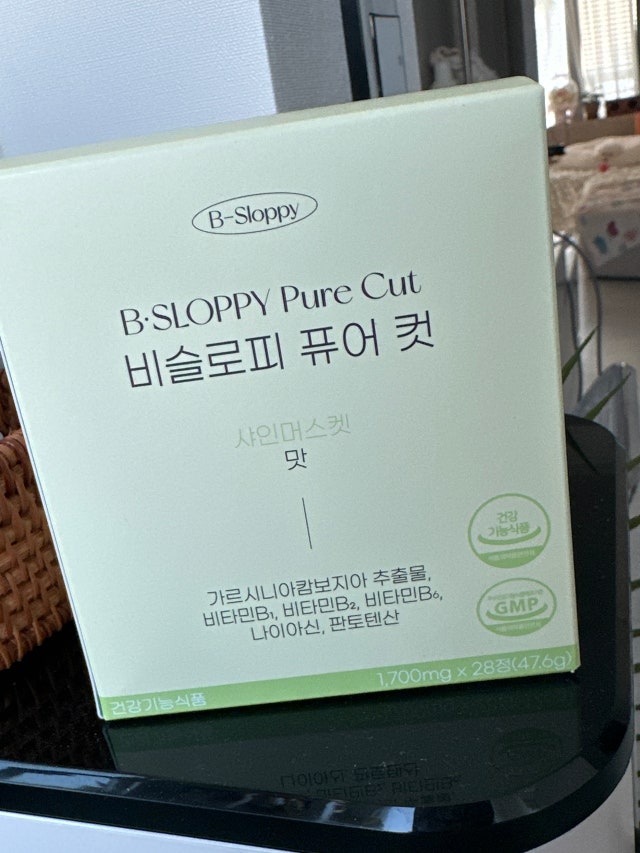 B-Sloppy
B·SLOPPY Pure Cut
비슬로피 퓨어 컷
샤인머스켓
맛
가르시니아캄보지아 추출물,
비타민B₁, 비타민B₂, 비타민B₆,
나이아신, 판토텐산
건강
기능식품
GMP
건강기능식품
1,700mg x 28정(47.6g)